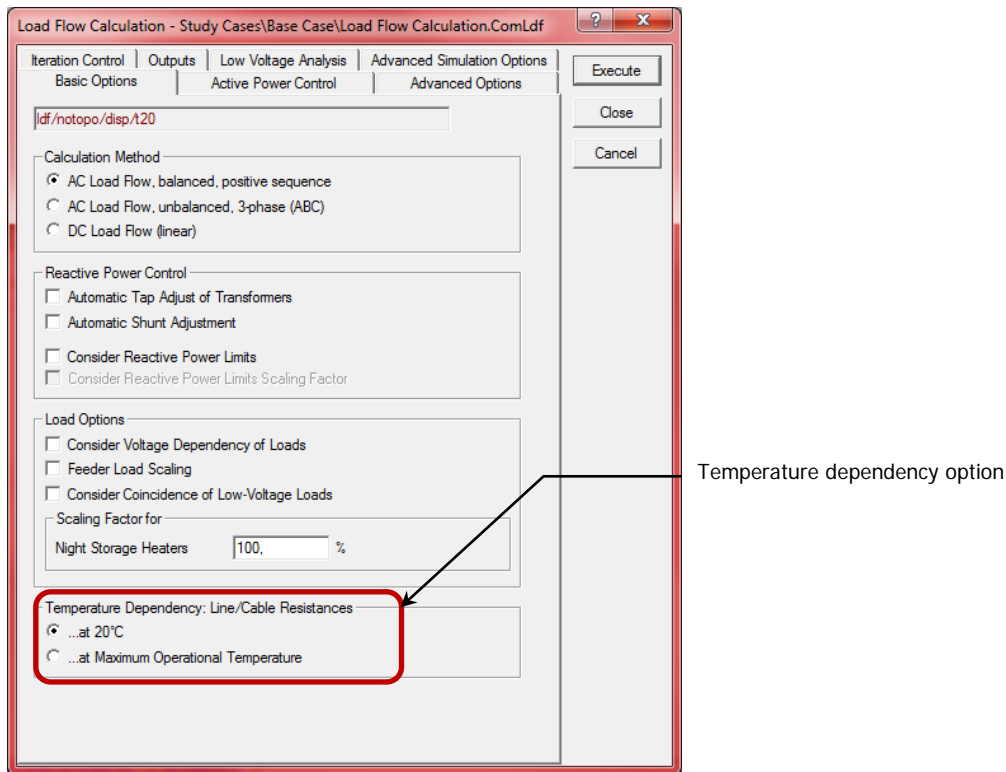 Load Flow Calculation - Study Cases\Base Case\Load Flow Calculation.ComLdf
?
X
Iteration Control
Outputs
Low Voltage Analysis
Advanced Simulation Options
Basic Options
Active Power Control
Advanced Options
Execute
Close
Cancel
ldf/notopo/disp/t20
Calculation Method
AC Load Flow, balanced, positive sequence
AC Load Flow, unbalanced, 3-phase (ABC)
DC Load Flow (linear)
Reactive Power Control
Automatic Tap Adjust of Transformers
Automatic Shunt Adjustment
Consider Reactive Power Limits
Consider Reactive Power Limits Scaling Factor
Load Options
Consider Voltage Dependency of Loads
Feeder Load Scaling
Consider Coincidence of Low-Voltage Loads
Scaling Factor for
Night Storage Heaters 100, %
Temperature dependency option
Temperature Dependency: Line/Cable Resistances
...at 20°C
...at Maximum Operational Temperature